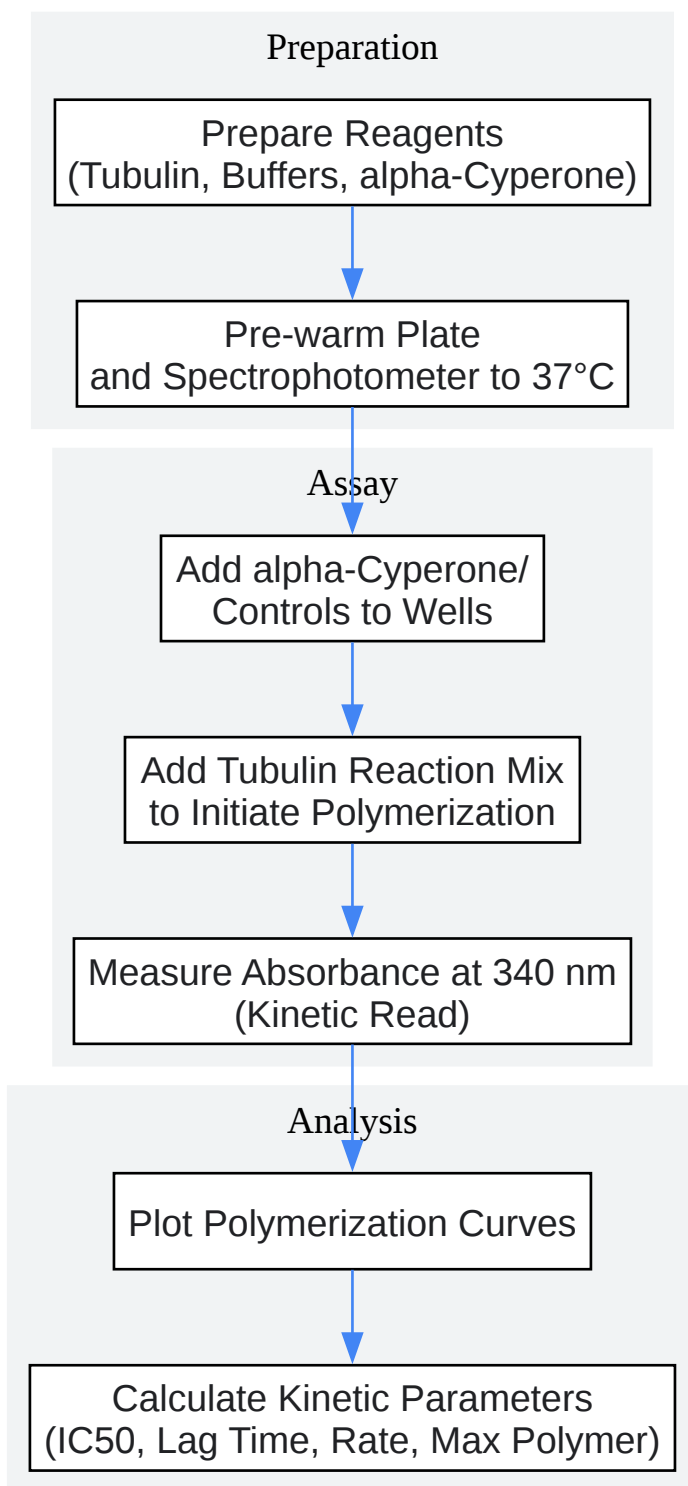 Preparation
Prepare Reagents
(Tubulin, Buffers, alpha-Cyperone)
Pre-warm Plate
and Spectrophotometer to 37°C
Assay
Add alpha-Cyperone/
Controls to Wells
Add Tubulin Reaction Mix
to Initiate Polymerization
Measure Absorbance at 340 nm
(Kinetic Read)
Analysis
Plot Polymerization Curves
Calculate Kinetic Parameters
(IC50, Lag Time, Rate, Max Polymer)